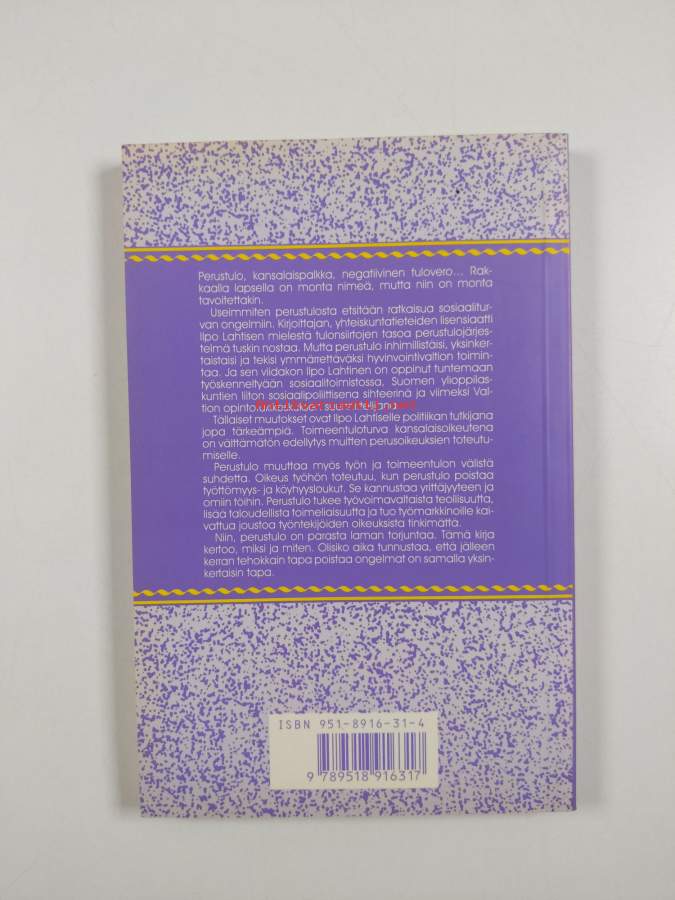 Perustulo, kansalaispalkka, negatiivinen tulovero... Rak-
kaalla lapsella on monta nimeä, mutta niin on monta
tavoitettakin.
Useimmiten perustulosta etsitään ratkaisua sosiaalitur-
van ongelmiin. Kirjoittajan, yhteiskuntatieteiden lisensiaatti
Ilpo Lahtisen mielestä tulonsiirtojen tasoa perustulojärjes-
telmä tuskin nostaa. Mutta perustulo inhimillistäisi, yksinker-
taistaisi ja tekisi ymmärrettäväksi hyvinvointivaltion toimin-
taa. Ja sen viidakon Ilpo Lahtinen on oppinut tuntemaan
työskenneltyään sosiaalitoimistossa, Suomen ylioppilas-
kuntien liiton sosiaalipoliittisena sihteerinä ja viimeksi Val-
tion opintotukikeskuksen suunnittelijana.
Tällaiset muutokset ovat Ilpo Lahtiselle politiikan tutkijana
jopa tärkeämpiä. Toimeentuloturva kansalaisoikeutena
on välttämätön edellytys muitten perusoikeuksien toteutu-
miselle.
Perustulo muuttaa myös työn ja toimeentulon välistä
suhdetta. Oikeus työhön toteutuu, kun perustulo poistaa
työttömyys- ja köyhyysloukut. Se kannustaa yrittäjyyteen ja
omiin töihin. Perustulo tukee työvoimavaltaista teollisuutta,
lisää taloudellista toimeliaisuutta ja tuo työmarkkinoille kai-
vattua joustoa työntekijöiden oikeuksista tinkimättä.
Niin, perustulo on parasta laman torjuntaa. Tämä kirja
kertoo, miksi ja miten. Olisiko aika tunnustaa, että jälleen
kerran tehokkain tapa poistaa ongelmat on samalla yksin-
kertaisin tapa.
ISBN 951-8916-31-4
9 789518 916317